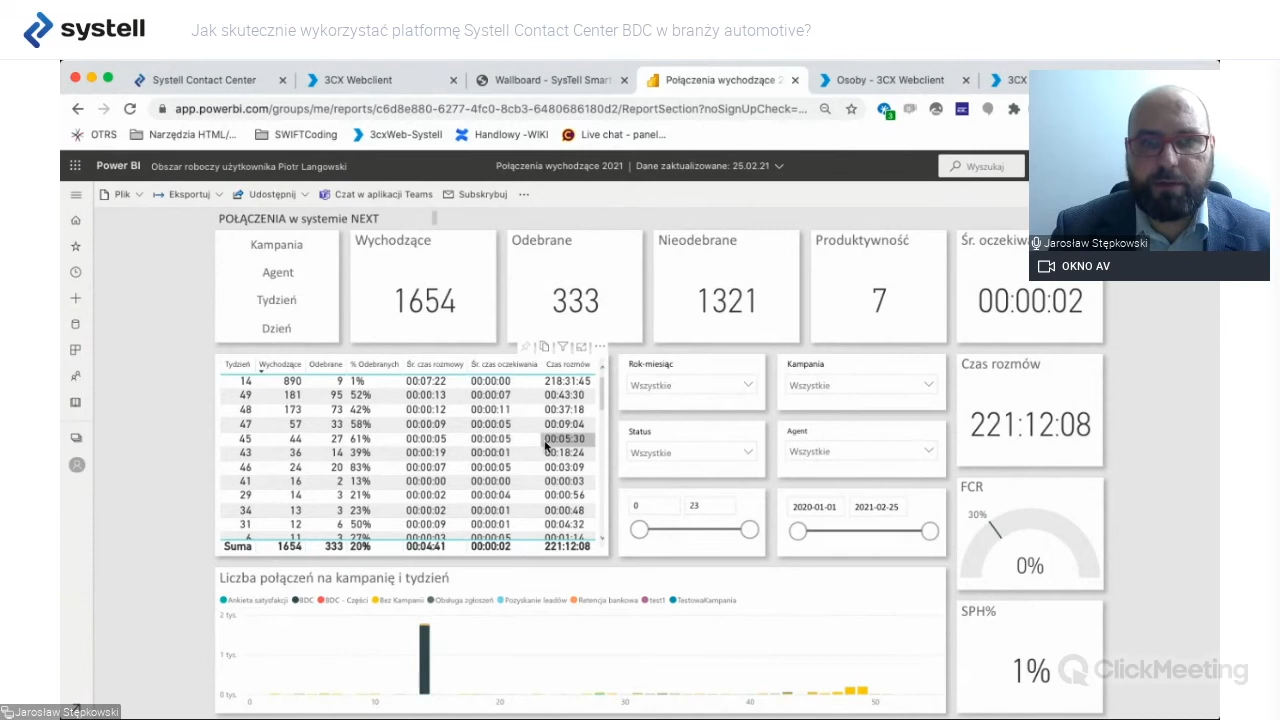 systell
Jak skutecznie wykorzystać platformę Systell Contact Center BDC w branży automotive?
Systell Contact Center
3CX Webclient
Wallboard - SysTell Smart
Połączenia wychodzące 2
Osoby - 3CX Webclient
3CX
app.powerbi.com/groups/me/reports/c6d8e880-6277-4fc0-8cb3-6480686180d2/ReportSection?noSignUpCheck=...
3
OTRS
Narzędzia HTML/...
SWIFTCoding
3cxWeb-Systell
Handlowy -WIKI
Live chat - panel...
Power BI
Obszar roboczy użytkownika Piotr Langowski
Połączenia wychodzące 2021 | Dane zaktualizowane: 25.02.21
Wyszukaj
Plik
Eksportuj
Udostępnij
Czat w aplikacji Teams
Subskrybuj
...
Jarosław Stępkowski
OKNO AV
POŁĄCZENIA w systemie NEXT
Kampania
Agent
Tydzień
Dzień
Wychodzące
1654
Odebrane
333
Nieodebrane
1321
Produktywność
7
Śr. oczekiw
00:00:02
Tydzień Wychodzące Odebrane % Odebranych Śr. czas rozmowy Śr. czas oczekiwania Czas rozmów
14 890 9 1% 00:07:22 00:00:00 218:31:45
49 181 95 52% 00:00:13 00:00:07 00:43:30
48 173 73 42% 00:00:12 00:00:11 00:37:18
47 57 33 58% 00:00:09 00:00:05 00:09:04
45 44 27 61% 00:00:05 00:00:05 00:05:30
43 36 14 39% 00:00:19 00:00:01 00:18:24
46 24 20 83% 00:00:07 00:00:05 00:03:09
41 16 2 13% 00:00:00 00:00:00 00:00:03
29 14 3 21% 00:00:02 00:00:04 00:00:56
34 13 3 23% 00:00:02 00:00:01 00:00:48
31 12 6 50% 00:00:09 00:00:01 00:04:32
6 11 3 27% 00:00:03 00:00:05 00:01:14
Suma 1654 333 20% 00:04:41 00:00:02 221:12:08
Rok-miesiąc
Wszystkie
Kampania
Wszystkie
Status
Wszystkie
Agent
Wszystkie
0 23
2020-01-01 2021-02-25
Czas rozmów
221:12:08
FCR
30%
0%
SPH%
1%
Liczba połączeń na kampanię i tydzień
Ankieta satysfakcji BDC BDC - Części Bez Kampanii Obsługa zgłoszeń Pozyskanie leadów Retencja bankowa test1 TestowaKampania
2 tys.
1 tys.
0 tys.
0 10 20 30 40 50
ClickMeeting
Jarosław Stępkowski